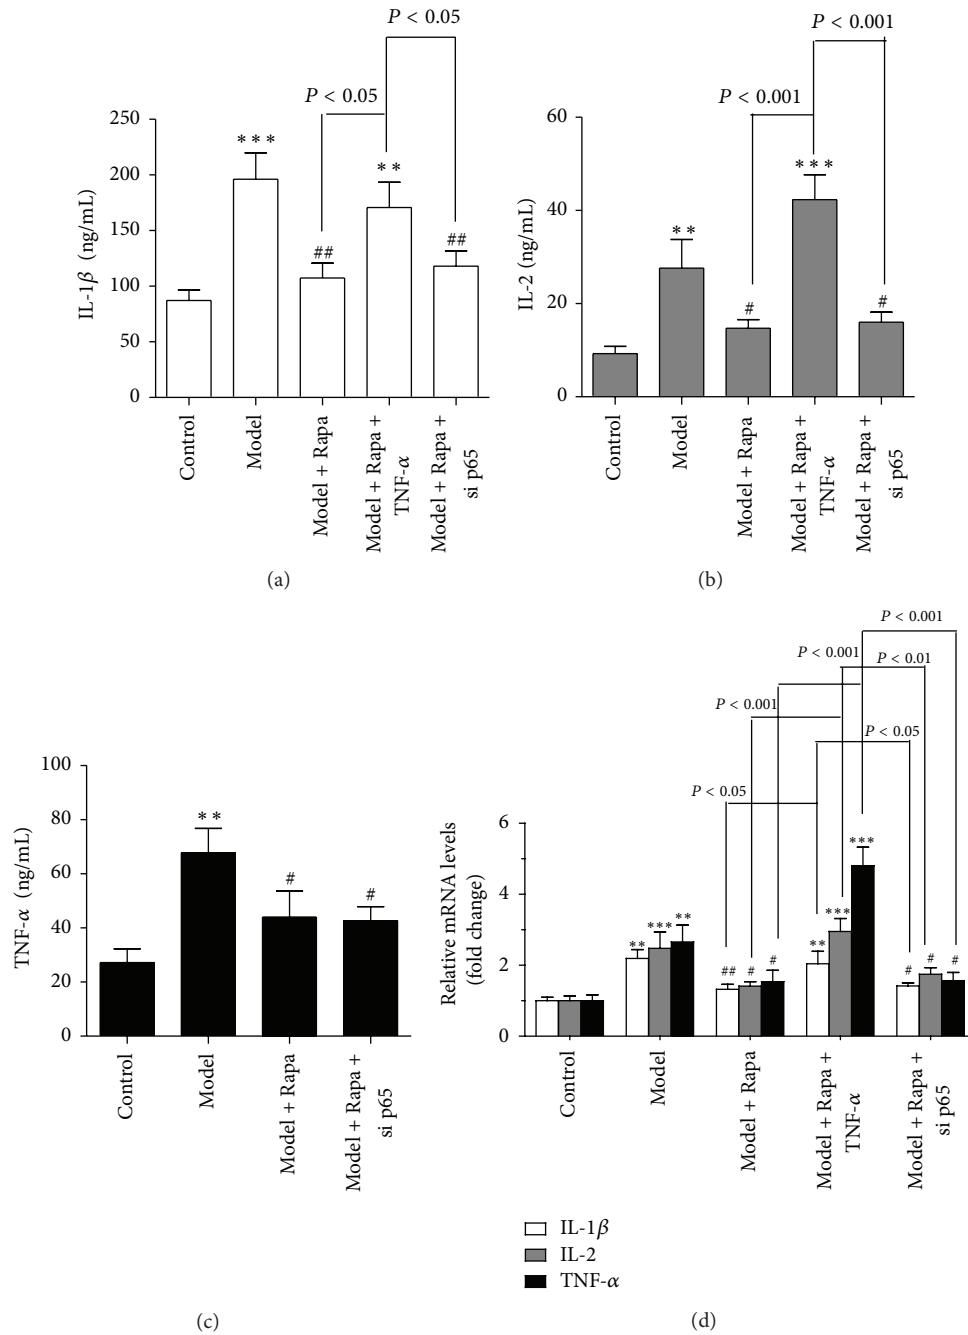 P < 0.05
P < 0.05
250
200
150
100
50
0
IL-1β (ng/mL)
***
##
**
##
Control
Model
Model + Rapa
Model + Rapa +
TNF-α
Model + Rapa +
si p65
(a)
P < 0.001
P < 0.001
60
40
20
0
IL-2 (ng/mL)
**
#
***
#
Control
Model
Model + Rapa
Model + Rapa +
TNF-α
Model + Rapa +
si p65
(b)
100
80
60
40
20
0
TNF-α (ng/mL)
**
#
#
Control
Model
Model + Rapa
Model + Rapa +
si p65
(c)
P < 0.001
P < 0.001
P < 0.01
P < 0.001
P < 0.05
P < 0.05
6
4
2
0
Relative mRNA levels
(fold change)
** *** **
## # #
** *** ***
# # #
Control
Model
Model + Rapa
Model + Rapa +
TNF-α
Model + Rapa +
si p65
IL-1β
IL-2
TNF-α
(d)